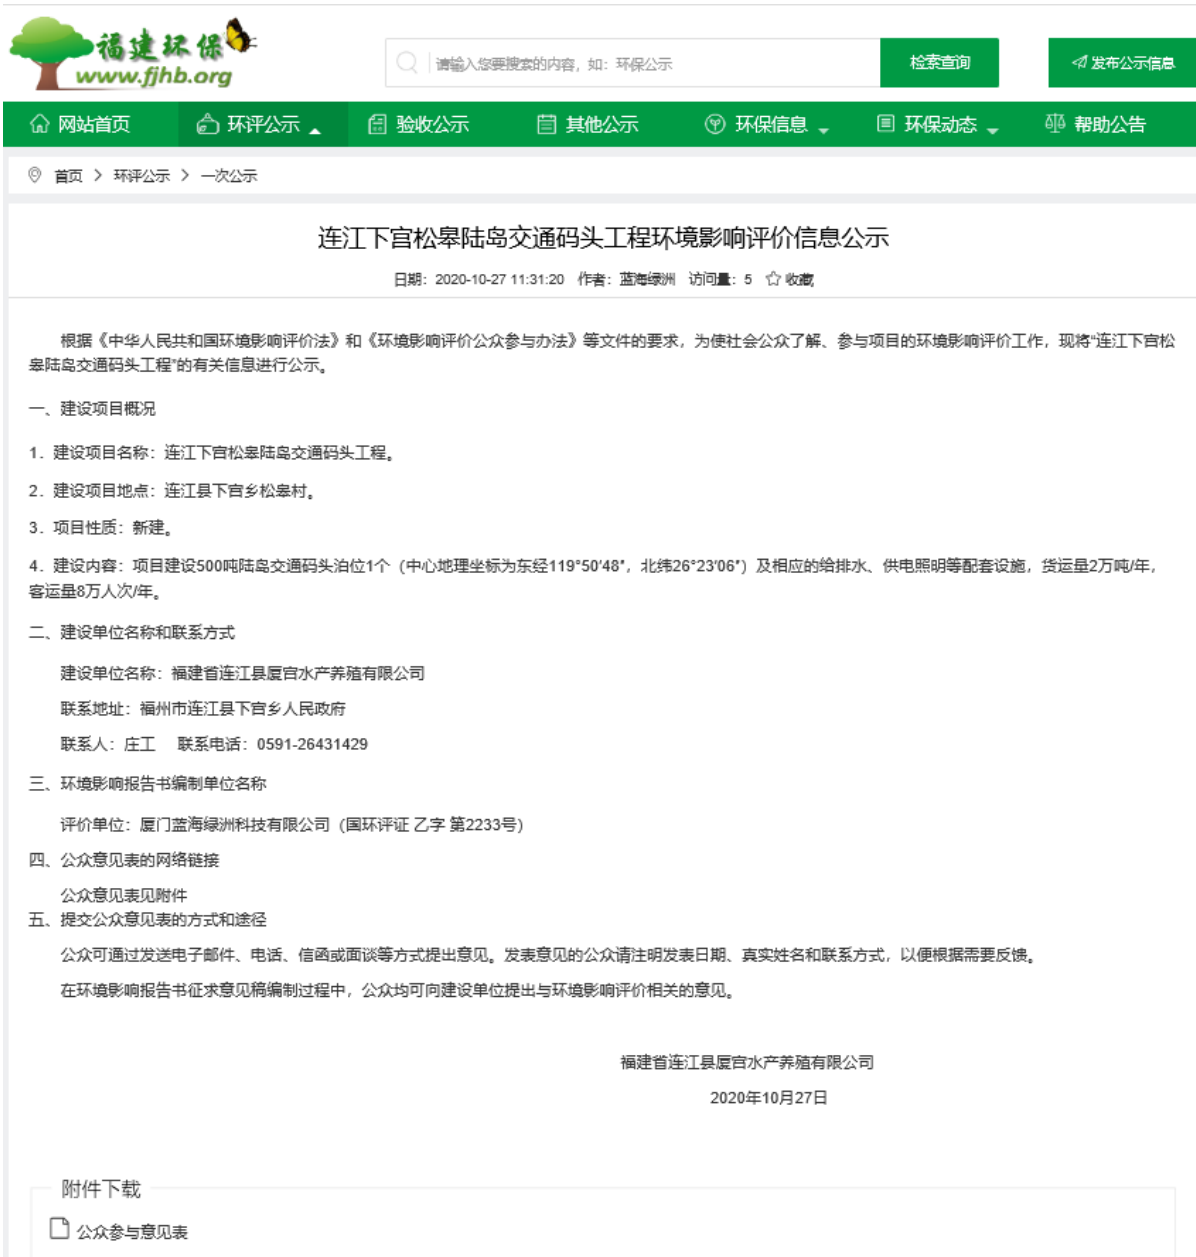 福建环保
www.fjhb.org
请输入您要搜索的内容，如：环保公示
检索查询
发布公示信息
网站首页 环评公示 验收公示 其他公示 环保信息 环保动态 帮助公告
首页 > 环评公示 > 一次公示
连江下宫松皋陆岛交通码头工程环境影响评价信息公示
日期：2020-10-27 11:31:20 作者：蓝海绿洲 访问量：5 收藏
根据《中华人民共和国环境影响评价法》和《环境影响评价公众参与办法》等文件的要求，为使社会公众了解、参与项目的环境影响评价工作，现将“连江下宫松
皋陆岛交通码头工程”的有关信息进行公示。
一、建设项目概况
1．建设项目名称：连江下宫松皋陆岛交通码头工程。
2．建设项目地点：连江县下宫乡松皋村。
3．项目性质：新建。
4．建设内容：项目建设500吨陆岛交通码头泊位1个（中心地理坐标为东经119°50'48"，北纬26°23'06"）及相应的给排水、供电照明等配套设施，货运量2万吨/年，
客运量8万人次/年。
二、建设单位名称和联系方式
建设单位名称：福建省连江县厦宫水产养殖有限公司
联系地址：福州市连江县下宫乡人民政府
联系人：庄工 联系电话：0591-26431429
三、环境影响报告书编制单位名称
评价单位：厦门蓝海绿洲科技有限公司（国环评证 乙字 第2233号）
四、公众意见表的网络链接
公众意见表见附件
五、提交公众意见表的方式和途径
公众可通过发送电子邮件、电话、信函或面谈等方式提出意见。发表意见的公众请注明发表日期、真实姓名和联系方式，以便根据需要反馈。
在环境影响报告书征求意见稿编制过程中，公众均可向建设单位提出与环境影响评价相关的意见。
福建省连江县厦宫水产养殖有限公司
2020年10月27日
附件下载
公众参与意见表